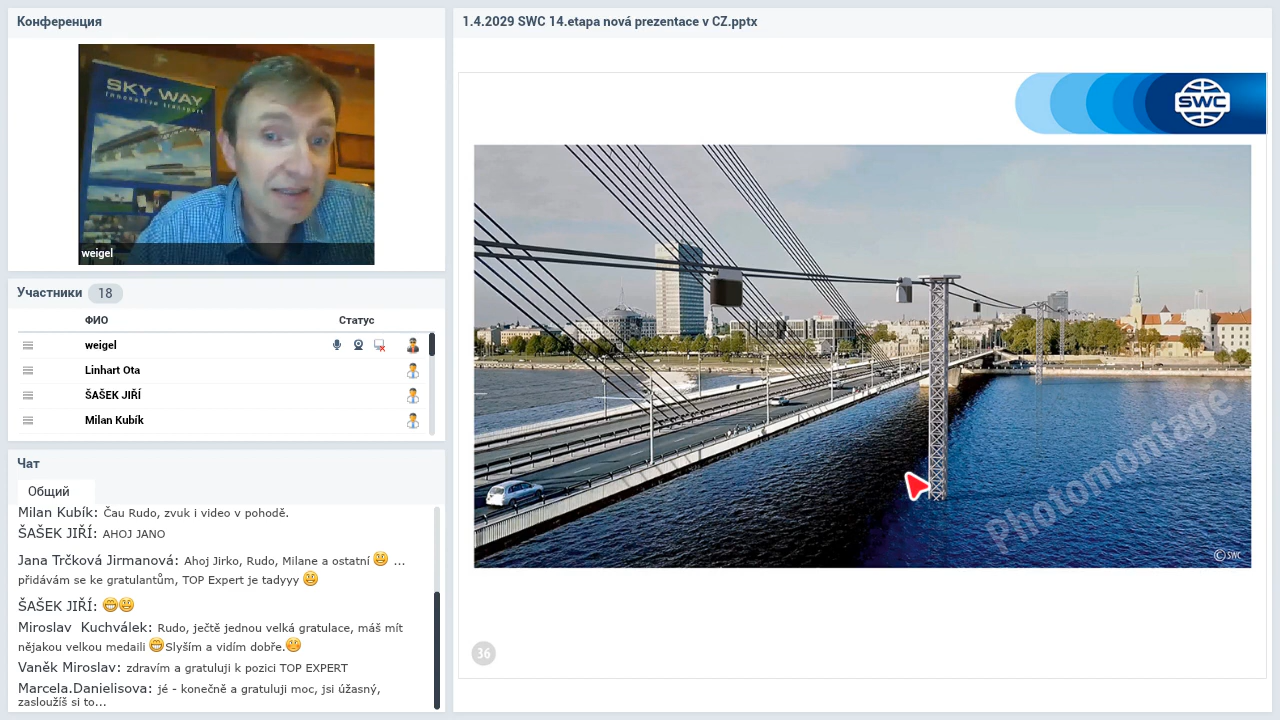 Конференция
SKY WAY
Innovative transport
weigel
Участники 18
ФИО Статус
weigel
Linhart Ota
ŠAŠEK JIŘÍ
Milan Kubík
Чат
Общий
Milan Kubík: Čau Rudo, zvuk i video v pohodě.
ŠAŠEK JIŘÍ: AHOJ JANO
Jana Trčková Jirmanová: Ahoj Jirko, Rudo, Milane a ostatní ...
přidávám se ke gratulantům, TOP Expert je tadyyy
ŠAŠEK JIŘÍ:
Miroslav Kuchválek: Rudo, ječtě jednou velká gratulace, máš mít
nějakou velkou medaili Slyším a vidím dobře.
Vaněk Miroslav: zdravím a gratuluji k pozici TOP EXPERT
Marcela.Danielisova: jé - konečně a gratuluji moc, jsi úžasný,
zasloužíš si to...
1.4.2029 SWC 14.etapa nová prezentace v CZ.pptx
SWC
Photomontage
© SWC
36